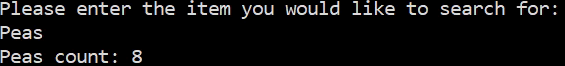 Please enter the item you would like to search for:
Peas
Peas count: 8